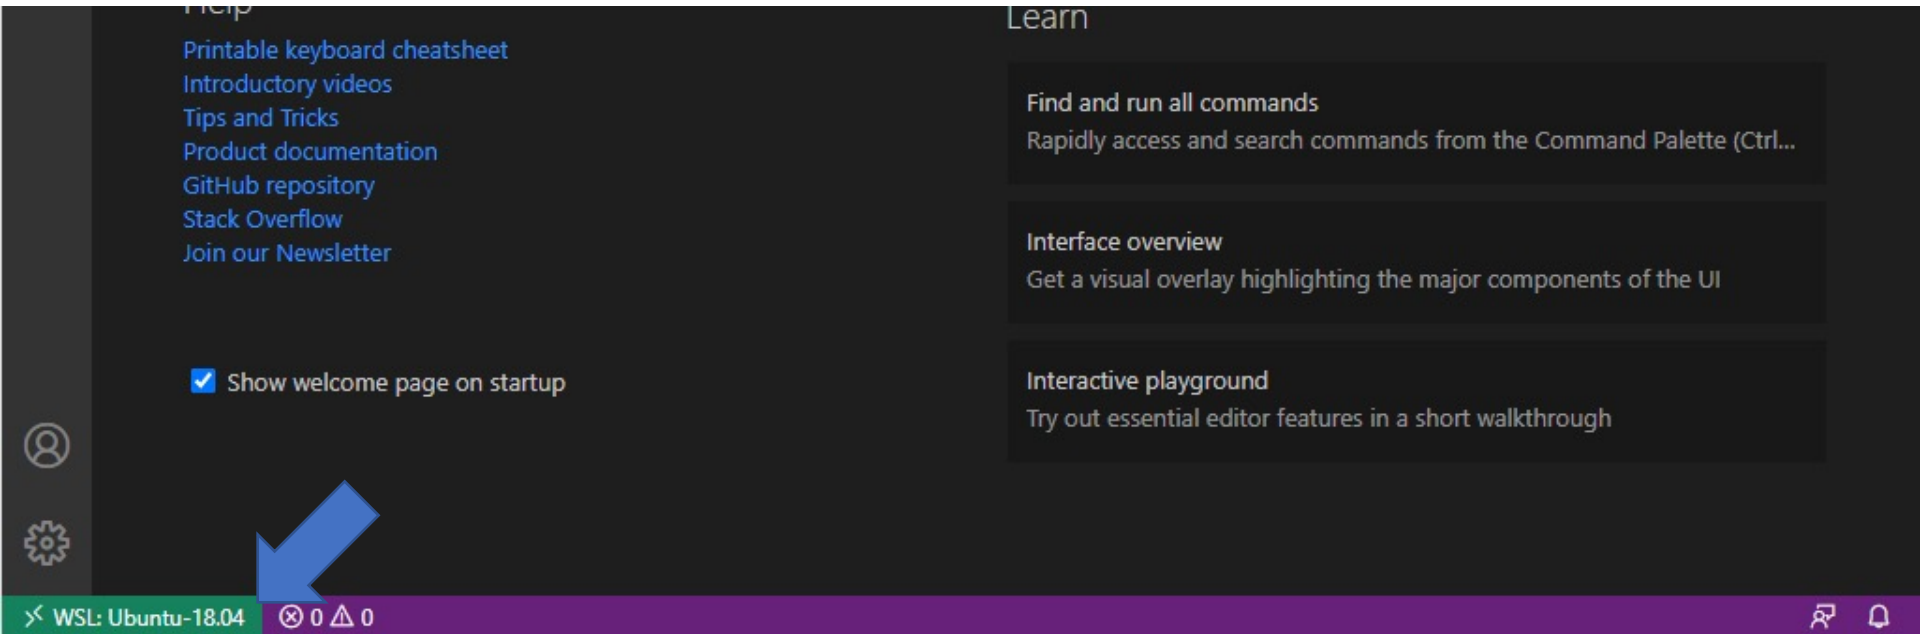 Help
Printable keyboard cheatsheet
Introductory videos
Tips and Tricks
Product documentation
GitHub repository
Stack Overflow
Join our Newsletter
Show welcome page on startup
Learn
Find and run all commands
Rapidly access and search commands from the Command Palette (Ctrl...
Interface overview
Get a visual overlay highlighting the major components of the UI
Interactive playground
Try out essential editor features in a short walkthrough
WSL: Ubuntu-18.04 0 0